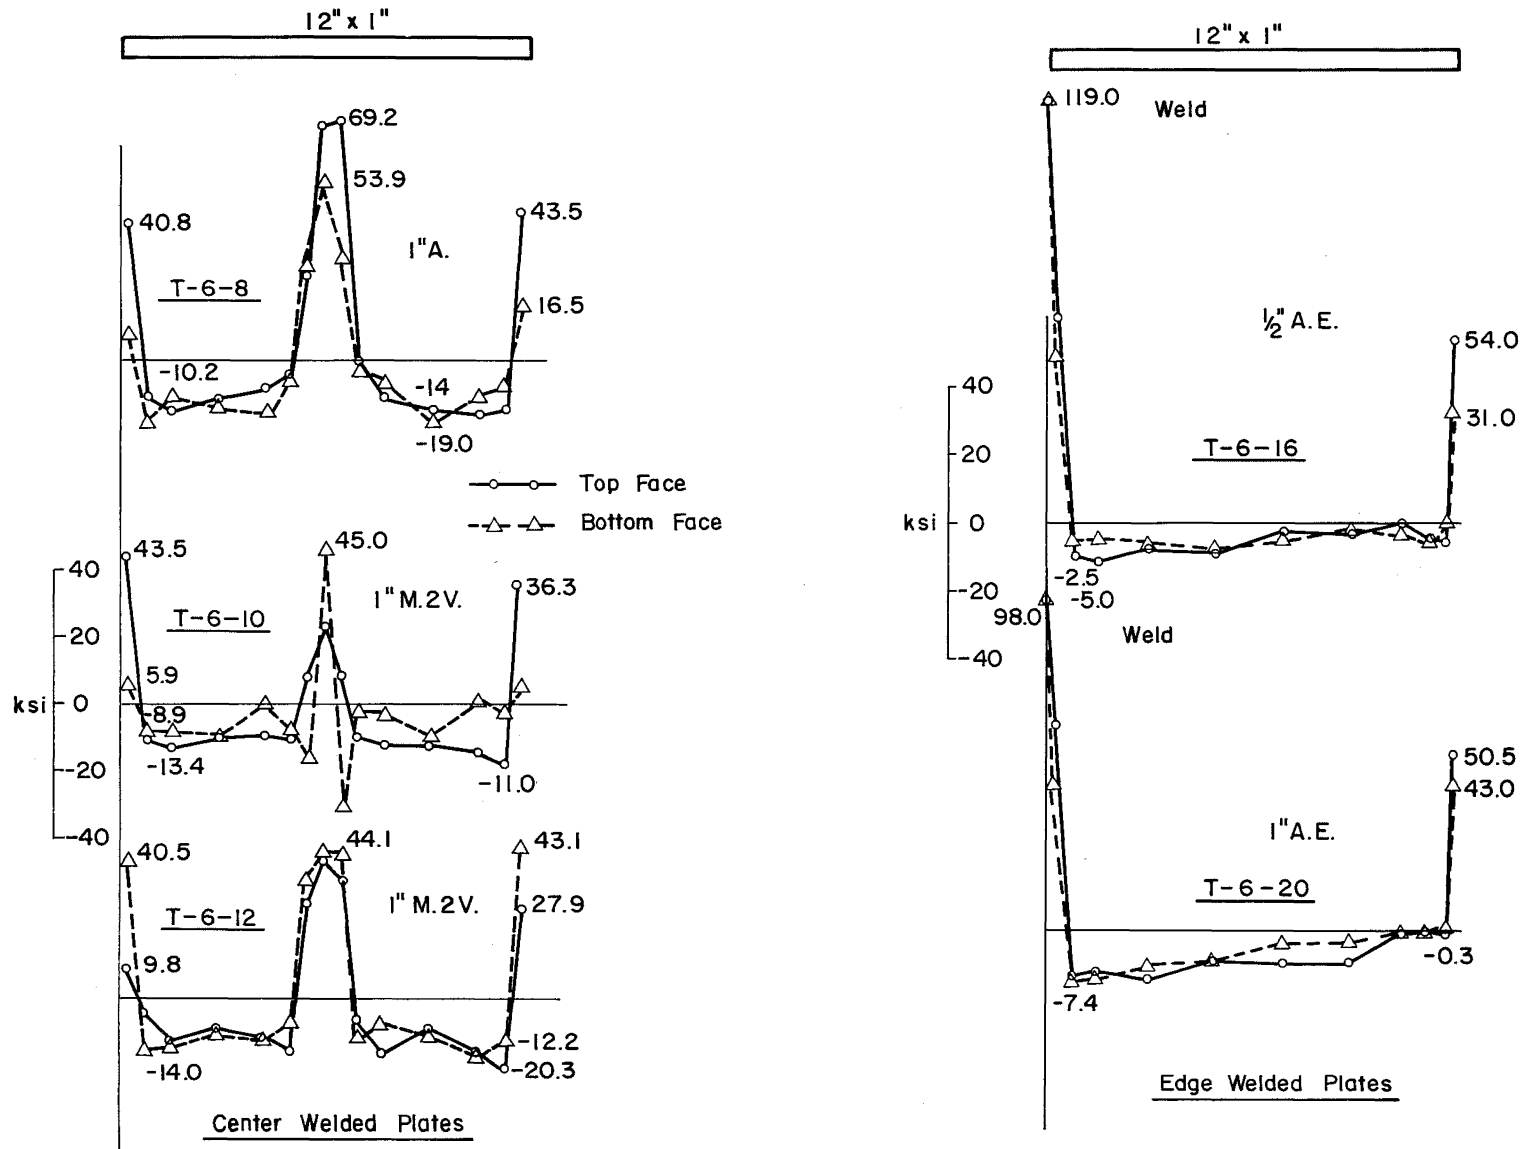 12" x 1"
69.2
53.9
40.8
43.5
1" A.
T-6-8
16.5
-10.2
-14
-19.0
Top Face
Bottom Face
43.5
45.0
40
1" M.2V.
36.3
T-6-10
20
5.9
ksi
0
-8.9
-13.4
-11.0
-20
-40
40.5
44.1
43.1
1" M.2V.
27.9
T-6-12
9.8
-12.2
-14.0
-20.3
Center Welded Plates
12" x 1"
119.0
Weld
1/2" A.E.
54.0
40
31.0
20
T-6-16
ksi
0
-2.5
-20
-5.0
98.0
Weld
-40
50.5
43.0
1" A.E.
T-6-20
-0.3
-7.4
Edge Welded Plates